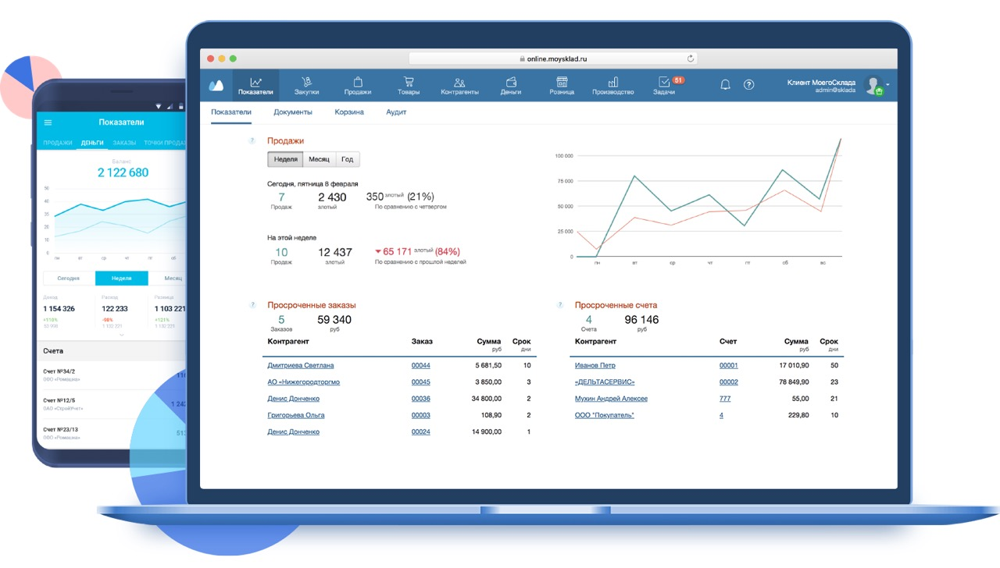 online.moysklad.ru
Показатели
Закупки
Продажи
Товары
Контрагенты
Деньги
Розница
Производство
Задачи
51
Клиент МоегоСклада
admin@sklada
Показатели Документы Корзина Аудит
Продажи
Неделя Месяц Год
Сегодня, пятница 8 февраля
7 2 430 350 злотый (21%)
Продаж злотый По сравнению с четвергом
На этой неделе
10 12 437 65 171 злотый (84%)
Продаж злотый По сравнению с прошлой неделей
100 000
75 000
50 000
25 000
0
пн вт ср чт пт сб вс
Просроченные заказы
5 59 340
Заказов руб
Контрагент Заказ Сумма Срок
руб дни
Дмитриева Светлана 00044 5 681,50 10
АО «Нижегородторгмо 00045 3 850,00 3
Денис Донченко 00036 34 800,00 2
Григорьева Ольга 00003 108,90 2
Денис Донченко 00024 14 900,00 1
Просроченные счета
4 96 146
Счета руб
Контрагент Счет Сумма Срок
руб дни
Иванов Петр 00001 17 010,90 50
«ДЕЛЬТАСЕРВИС» 00002 78 849,90 23
Мухин Андрей Алексее 777 55,00 21
ООО "Покупатель" 4 229,80 10
Показатели
ПРОДАЖИ ДЕНЬГИ ЗАКАЗЫ ТОЧКИ ПРОДА
Баланс
2 122 680
50
40
35
20
10
0
пн вт ср чт пт сб
Сегодня Неделя Месяц
Доход Расход Разница
1 154 326 122 233 1 103 221
-98% +121%
1 122 221 1 132 221
Счета
Счет №34/2
ООО «Ромашка»
Счет №12/5
ОАО «СтройУчет»
Счет №23/13
ООО «Ромашка»